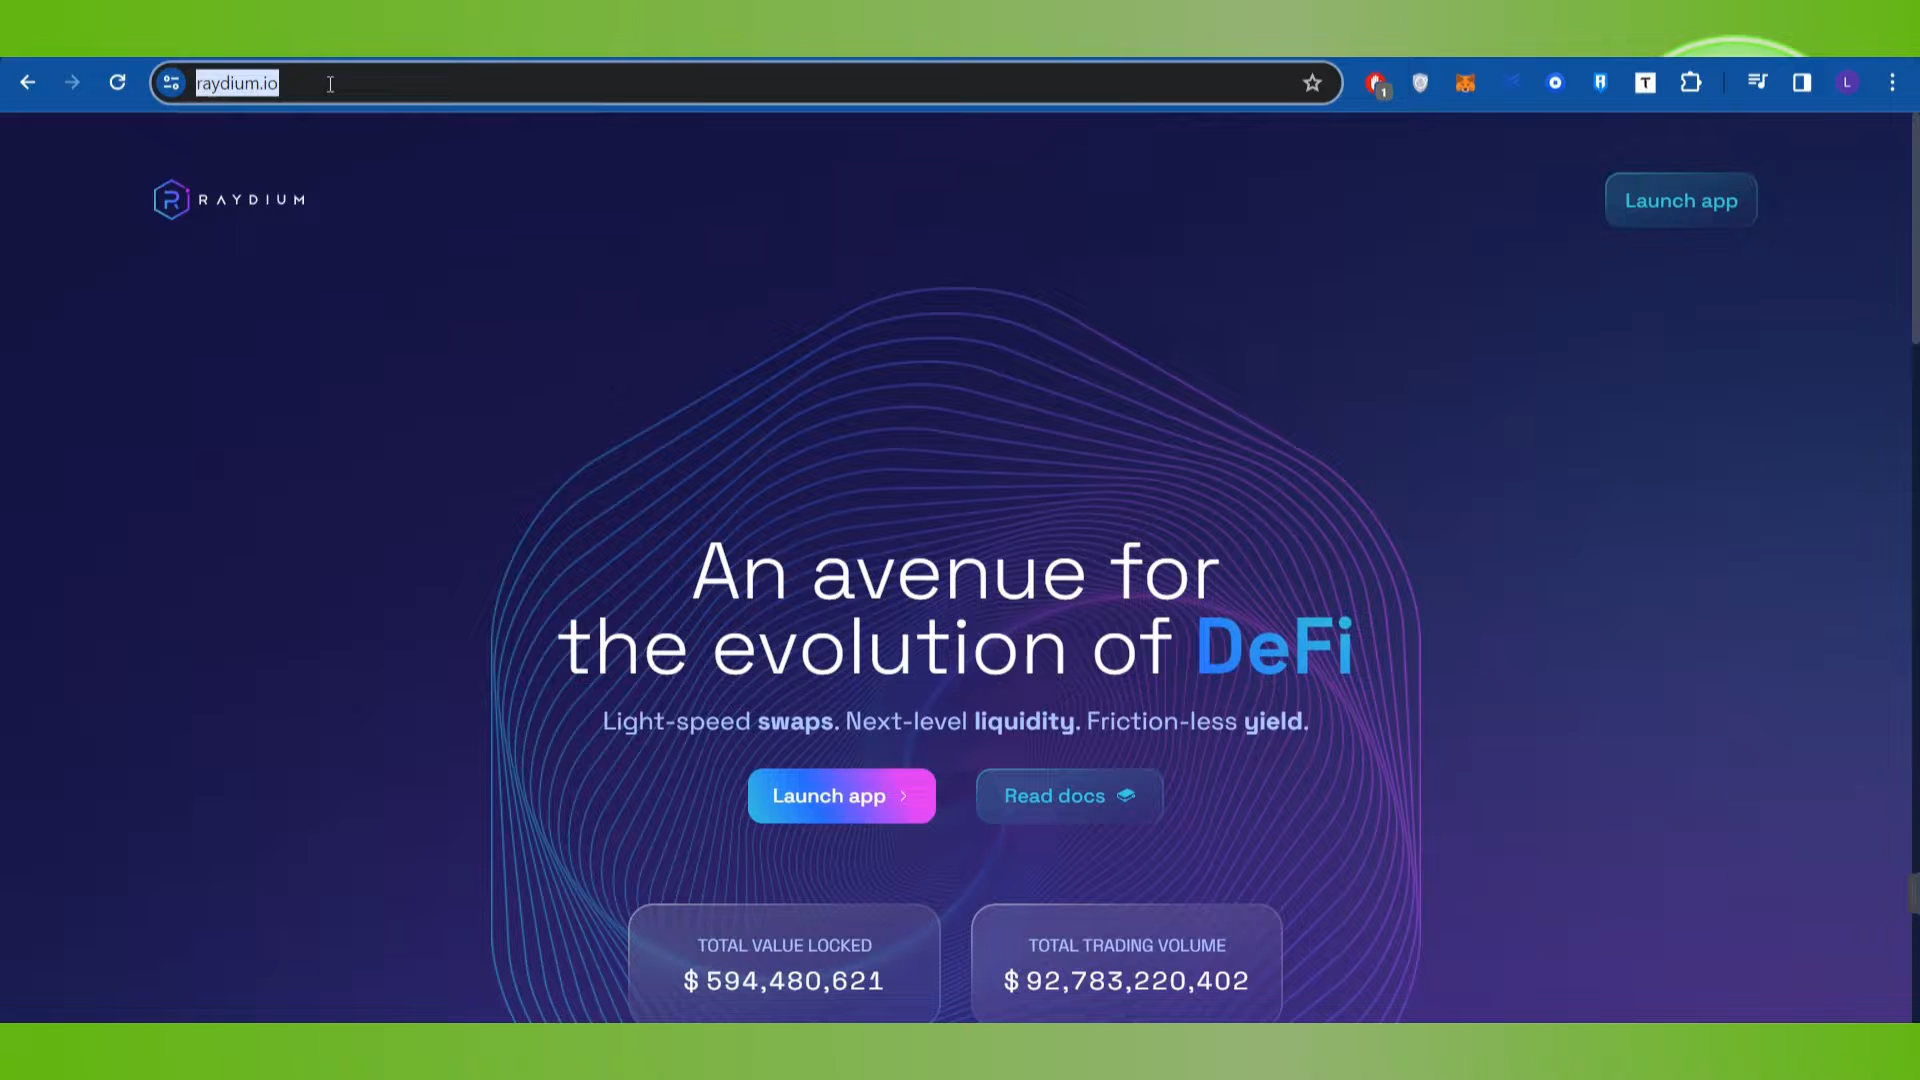 raydium.io
1
T
L
RAYDIUM
Launch app
An avenue for
the evolution of DeFi
Light-speed swaps. Next-level liquidity. Friction-less yield.
Launch app
Read docs
TOTAL VALUE LOCKED
$ 594,480,621
TOTAL TRADING VOLUME
$ 92,783,220,402